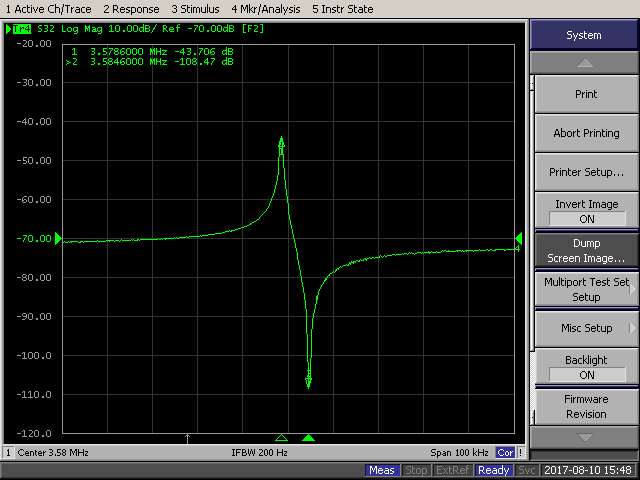 1 Active Ch/Trace 2 Response 3 Stimulus 4 Mkr/Analysis 5 Instr State
Tr4 S32 Log Mag 10.00dB/ Ref -70.00dB [F2]
1 3.5786000 MHz -43.706 dB
>2 3.5846000 MHz -108.47 dB
-20.00
-30.00
-40.00
-50.00
-60.00
-70.00
-80.00
-90.00
-100.0
-110.0
-120.0
4
1 Center 3.58 MHz IFBW 200 Hz Span 100 kHz Cor !
System
Print
Abort Printing
Printer Setup...
Invert Image
ON
Dump
Screen Image...
Multiport Test Set
Setup
Misc Setup
Backlight
ON
Firmware
Revision
Meas Stop ExtRef Ready Svc 2017-08-10 15:48